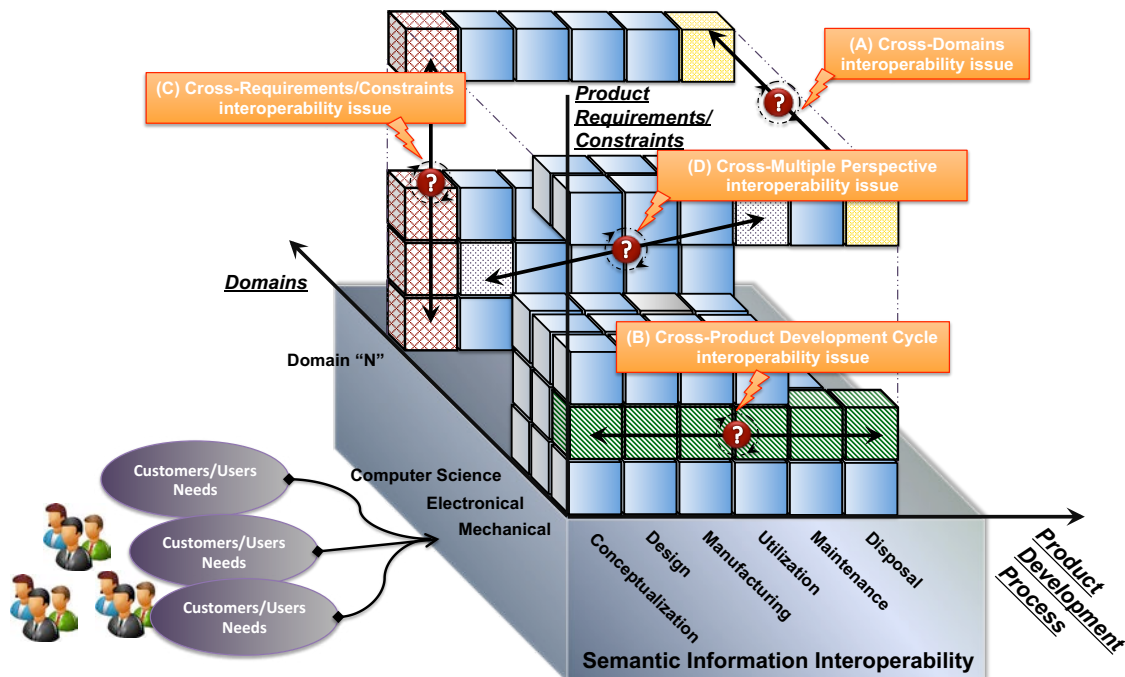 (A) Cross-Domains
interoperability issue
(C) Cross-Requirements/Constraints
interoperability issue
Product
Requirements/
Constraints
(D) Cross-Multiple Perspective
interoperability issue
?
?
?
Domains
(B) Cross-Product Development Cycle
interoperability issue
Domain “N”
?
Customers/Users
Needs
Computer Science
Electronical
Mechanical
Customers/Users
Needs
Customers/Users
Needs
Conceptualization
Design
Manufacturing
Utilization
Maintenance
Disposal
Product
Development
Process
Semantic Information Interoperability